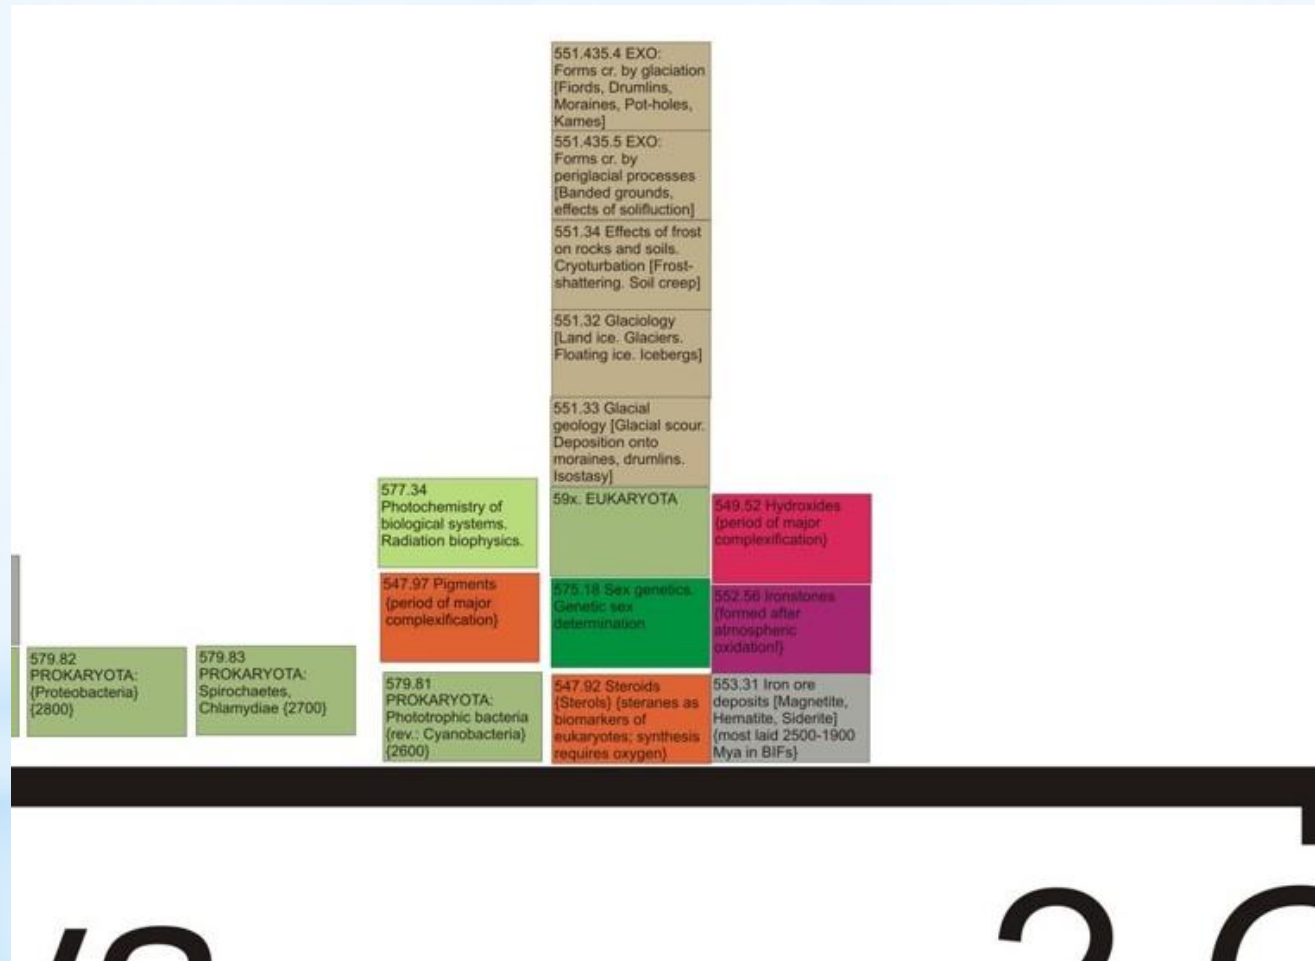 551.435.4 EXO:
Forms cr. by glaciation
[Fiords, Drumlins,
Moraines, Pot-holes,
Kames]
551.435.5 EXO:
Forms cr. by
periglacial processes
[Banded grounds,
effects of solifluction]
551.34 Effects of frost
on rocks and soils.
Cryoturbation [Frost-
shattering. Soil creep]
551.32 Glaciology
[Land ice. Glaciers.
Floating ice. Icebergs]
551.33 Glacial
geology [Glacial scour.
Deposition onto
moraines, drumlins.
Isostasy]
577.34
Photochemistry of
biological systems.
Radiation biophysics.
59x. EUKARYOTA
549.52 Hydroxides
{period of major
complexification}
547.97 Pigments
{period of major
complexification}
575.18 Sex genetics.
Genetic sex
determination
552.56 Ironstones
{formed after
atmospheric
oxidation!}
579.82
PROKARYOTA:
{Proteobacteria}
{2800}
579.83
PROKARYOTA:
Spirochaetes,
Chlamydiae {2700}
579.81
PROKARYOTA:
Phototrophic bacteria
{rev.: Cyanobacteria}
{2600}
547.92 Steroids
{Sterols} {steranes as
biomarkers of
eukaryotes; synthesis
requires oxygen}
553.31 Iron ore
deposits [Magnetite,
Hematite, Siderite]
{most laid 2500-1900
Mya in BIFs}